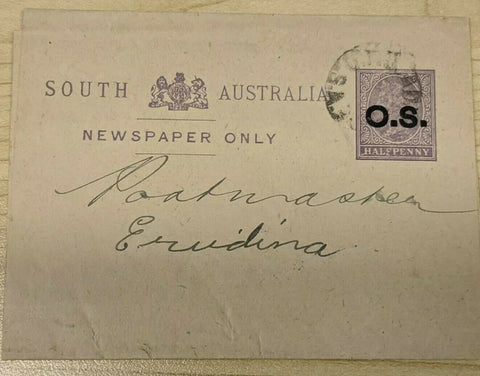 SOUTH AUSTRALIA
NEWSPAPER ONLY
O.S.
HALFPENNY
Postmaster
Erudina